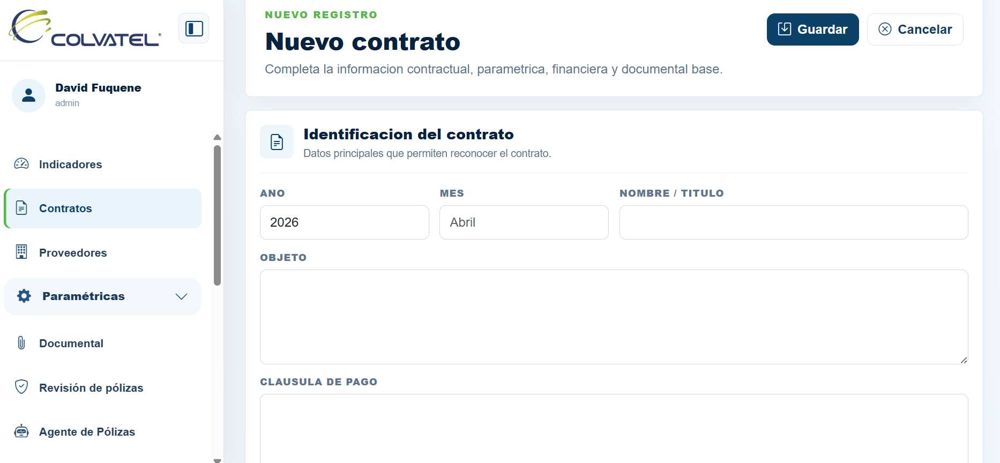 COLVATEL®
David Fuquene
admin
Indicadores
Contratos
Proveedores
Paramétricas
Documental
Revisión de pólizas
Agente de Pólizas
NUEVO REGISTRO
Nuevo contrato
Completa la informacion contractual, parametrica, financiera y documental base.
Guardar
Cancelar
Identificacion del contrato
Datos principales que permiten reconocer el contrato.
ANO
MES
NOMBRE / TITULO
2026
Abril
OBJETO
CLAUSULA DE PAGO